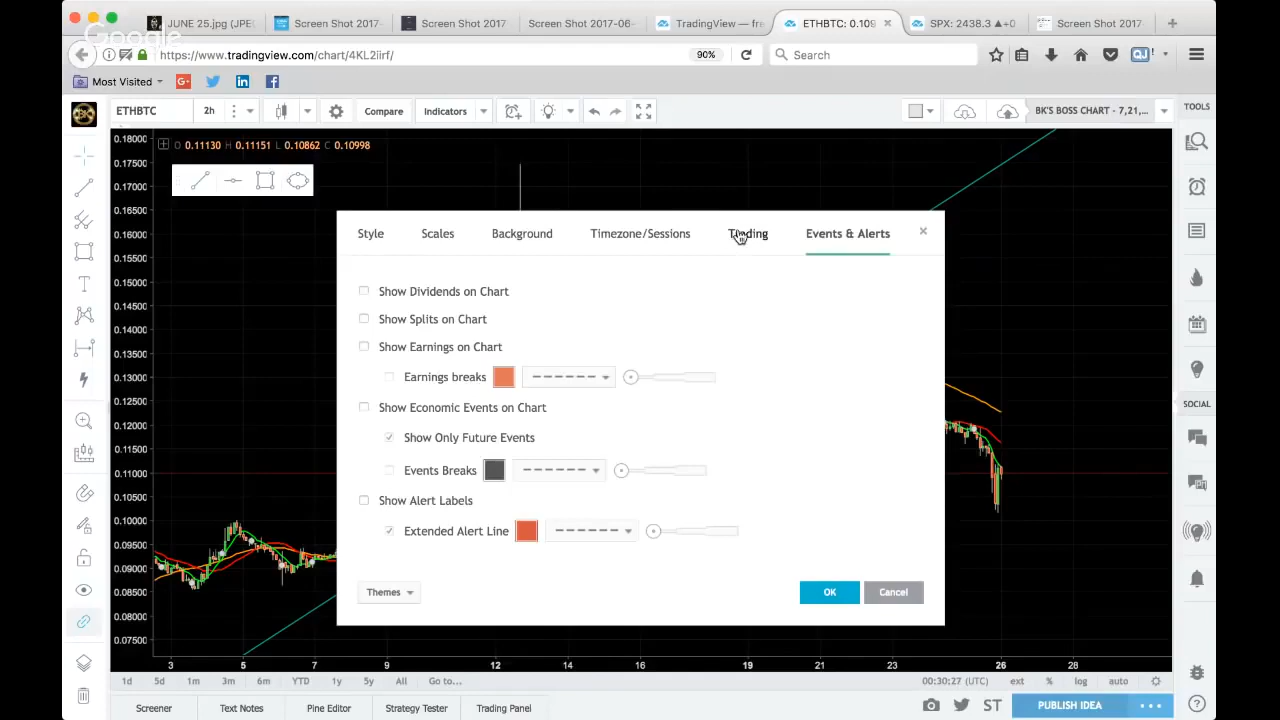 JUNE 25.jp(JPE
Screen Shot 2017-
Screen Shot 2017
Screen Shot 2017-06-
TradingView — fr
ETHBTC: 0.109
SPX: 2438.3 ▲+0
Screen Shot 2017
Google
https://www.tradingview.com/chart/4KL2iirf/
90%
Search
Most Visited
ETHBTC
2h
Compare
Indicators
BK'S BOSS CHART - 7,21,...
TOOLS
O 0.11130 H 0.11151 L 0.10862 C 0.10998
0.18000
0.17500
0.17000
0.16500
0.16000
0.15500
0.15000
0.14500
0.14000
0.13500
0.13000
0.12500
0.12000
0.11500
0.11000
0.10500
0.10000
0.09500
0.09000
0.08500
0.08000
0.07500
Style
Scales
Background
Timezone/Sessions
Trading
Events & Alerts
Show Dividends on Chart
Show Splits on Chart
Show Earnings on Chart
Earnings breaks
Show Economic Events on Chart
Show Only Future Events
Events Breaks
Show Alert Labels
Extended Alert Line
Themes
OK
Cancel
SOCIAL
3 5 7 12 14 16 19 21 23 26 28
1d 5d 1m 3m 6m YTD 1y 5y All Go to...
00:30:27 (UTC) ext % log auto
Screener
Text Notes
Pine Editor
Strategy Tester
Trading Panel
ST
PUBLISH IDEA